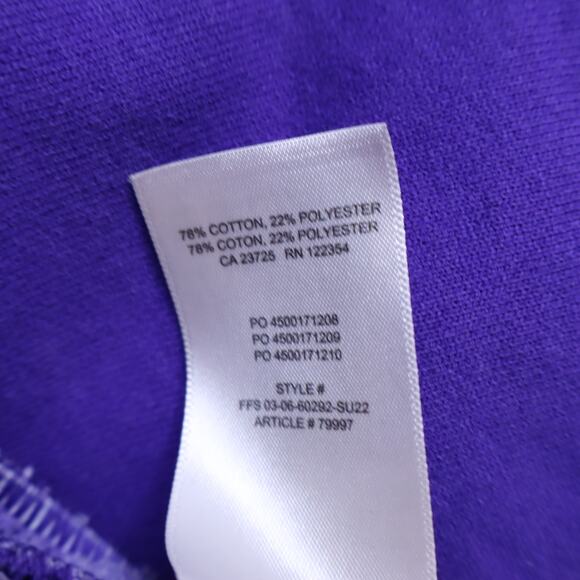 78% COTTON, 22% POLYESTER
78% COTON, 22% POLYESTER
CA 23725 RN 122354
PO 4500171208
PO 4500171209
PO 4500171210
STYLE #
FFS 03-06-60292-SU22
ARTICLE # 79997